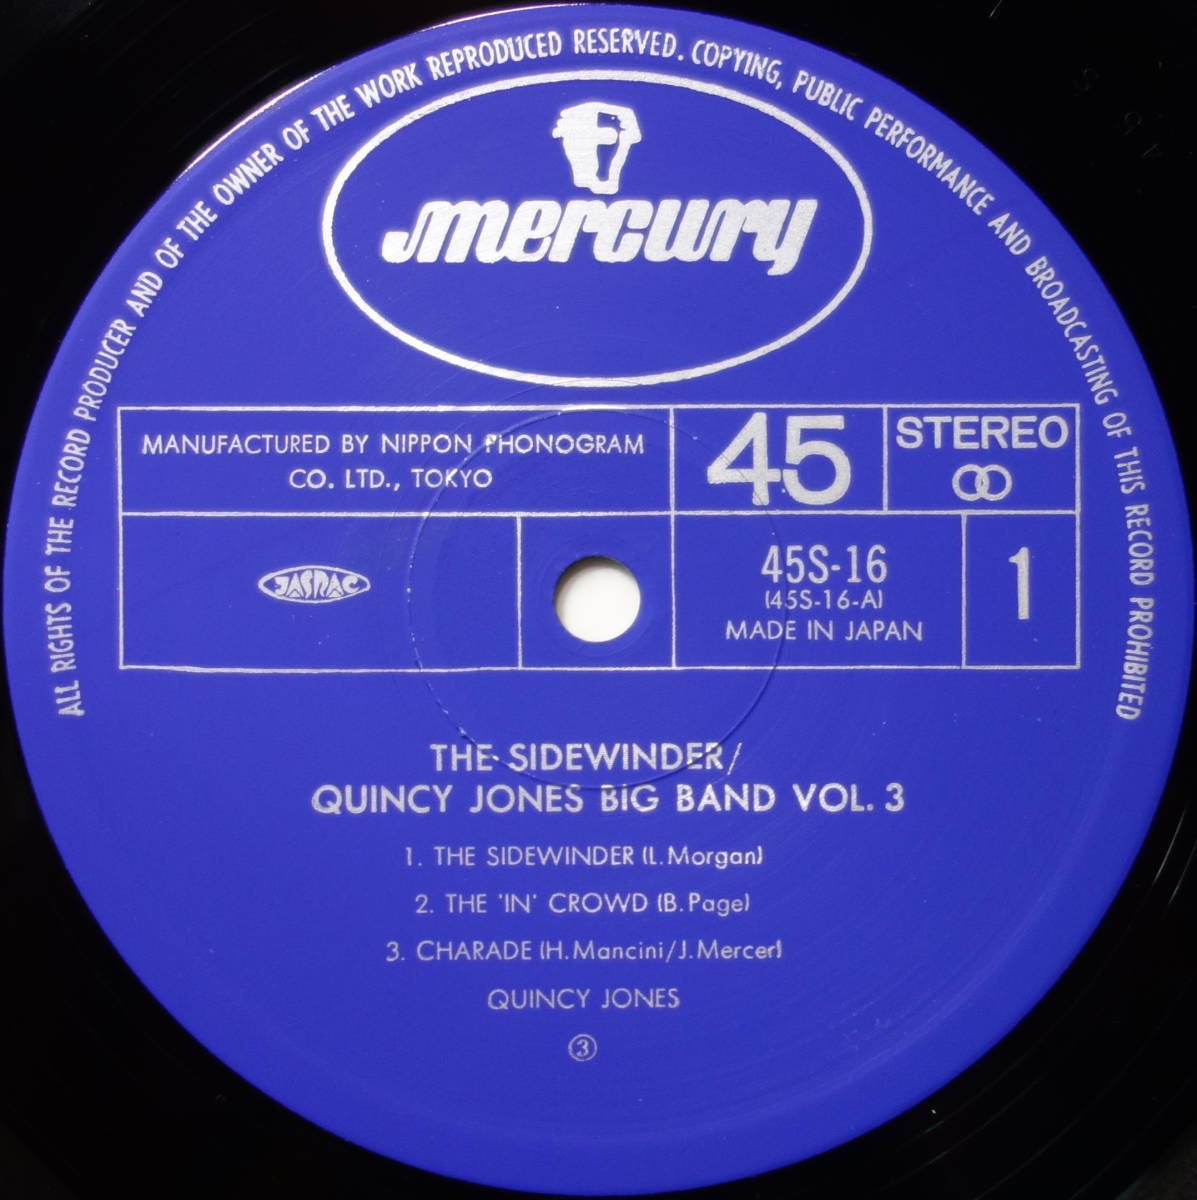 ALL RIGHTS OF THE RECORD PRODUCER AND OF THE OWNER OF THE WORK REPRODUCED RESERVED. COPYING, PUBLIC PERFORMANCE AND BROADCASTING OF THIS RECORD PROHIBITED
mercury
MANUFACTURED BY NIPPON PHONOGRAM
CO. LTD., TOKYO
45
STEREO
JASRAC
45S-16
(45S-16-A)
MADE IN JAPAN
1
THE SIDEWINDER/
QUINCY JONES BIG BAND VOL. 3
1. THE SIDEWINDER (L. Morgan)
2. THE 'IN' CROWD (B. Page)
3. CHARADE (H. Mancini/J. Mercer)
QUINCY JONES
③